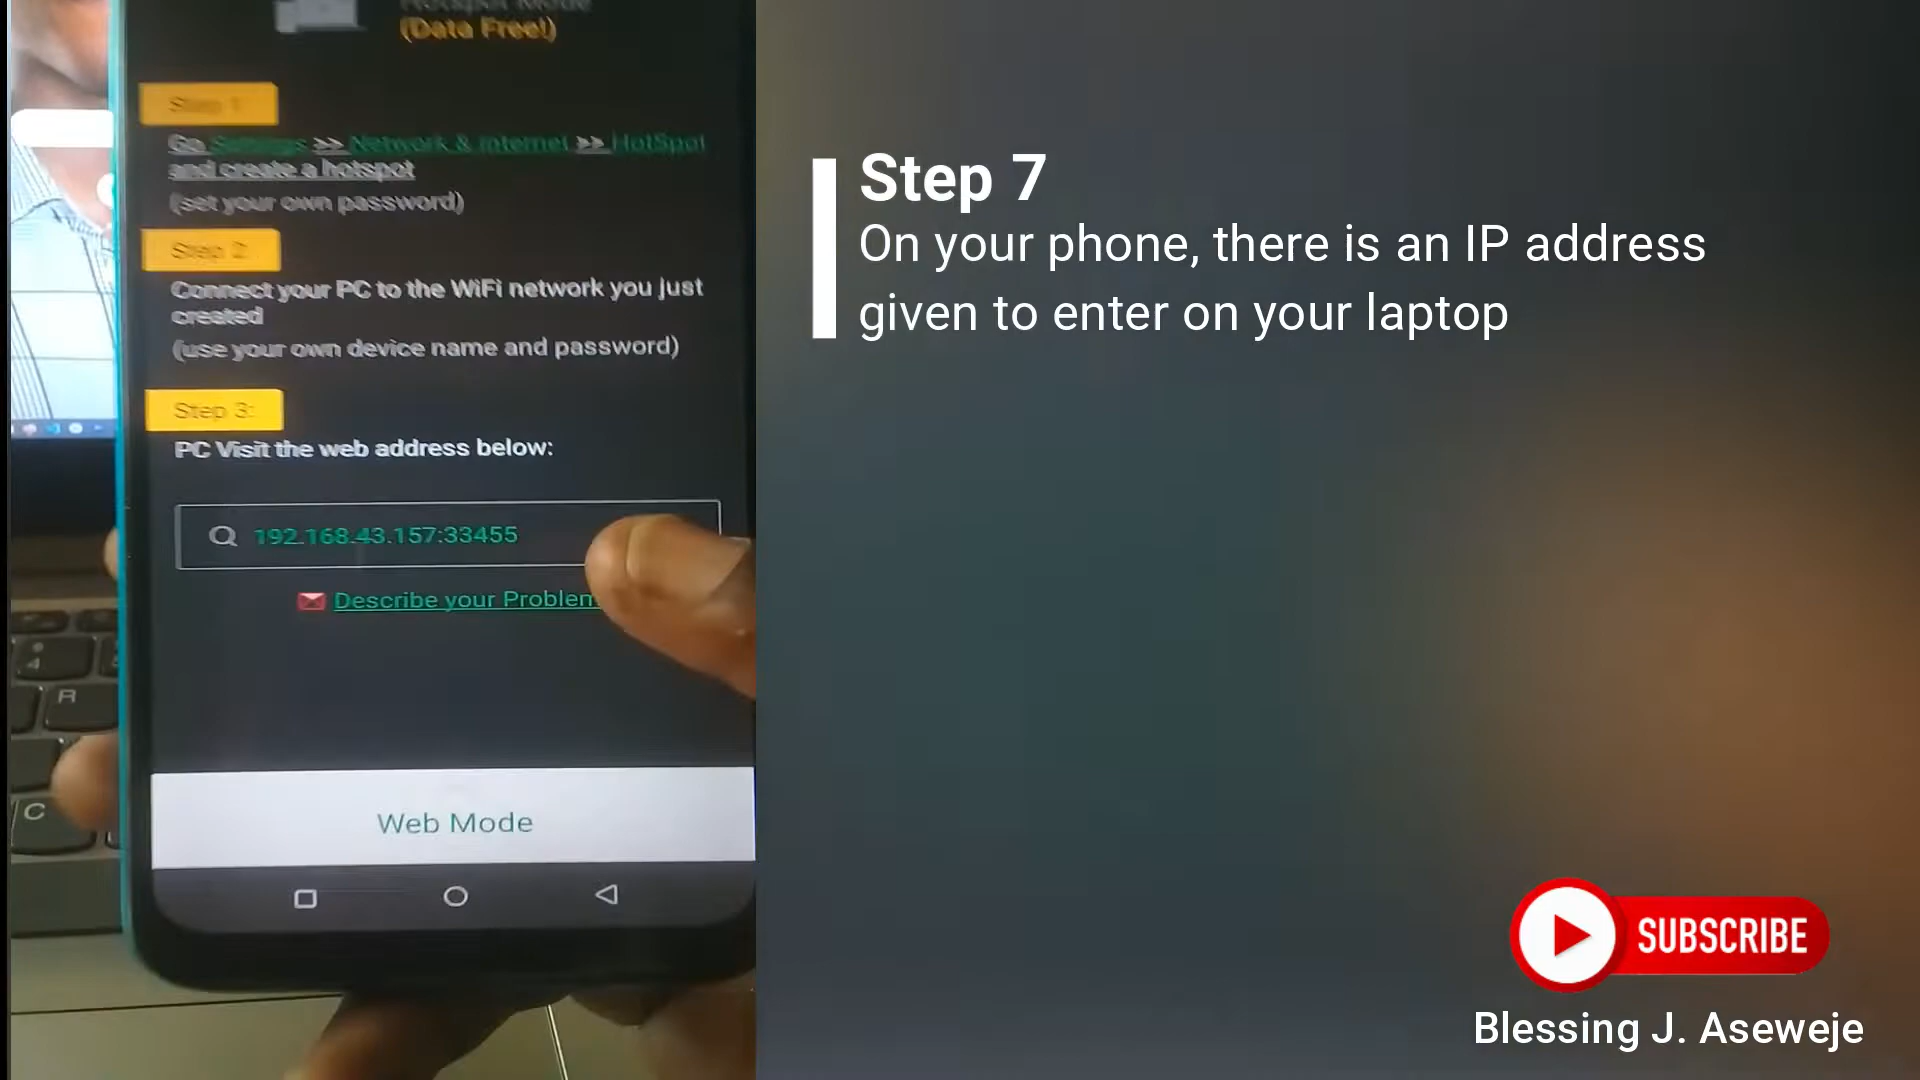 Hotspot Mode
(Data Free!)
Step 1
Go Settings >> Network & Internet >> HotSpot
and create a hotspot
(set your own password)
Step 2
Connect your PC to the WiFi network you just
created
(use your own device name and password)
Step 3:
PC Visit the web address below:
192.168.43.157:33455
Describe your Problem
Web Mode
4
R
C
Step 7
On your phone, there is an IP address
given to enter on your laptop
SUBSCRIBE
Blessing J. Aseweje